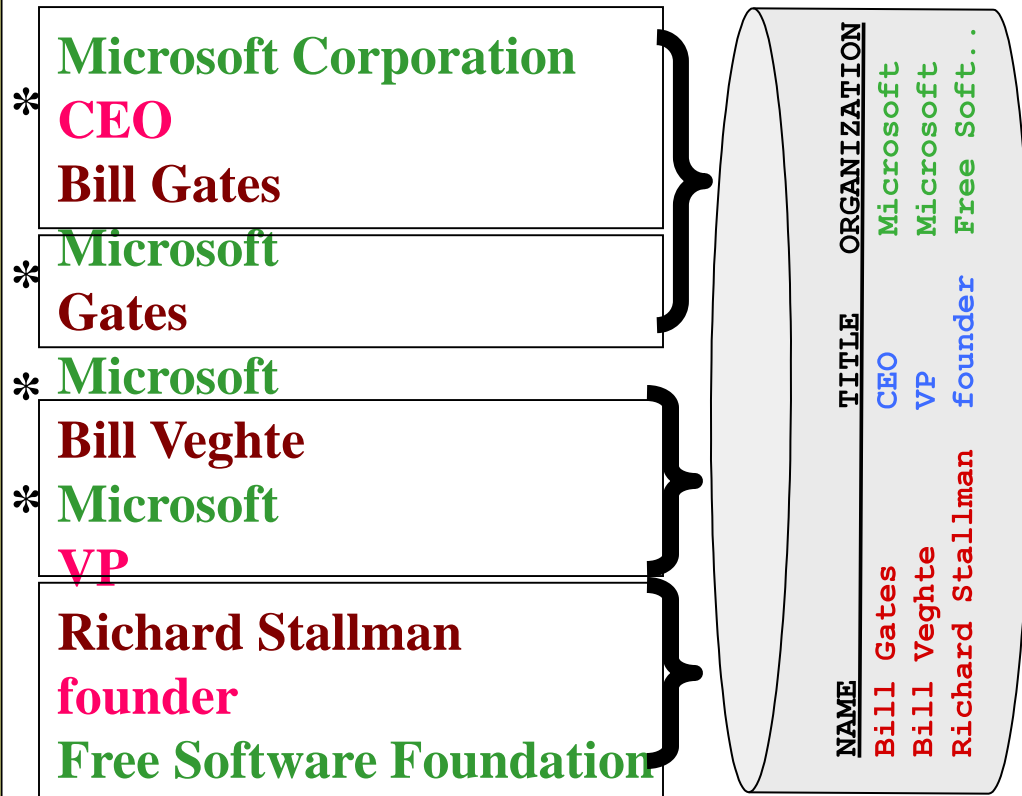 * Microsoft Corporation
CEO
Bill Gates
* Microsoft
Gates
* Microsoft
Bill Veghte
* Microsoft
VP
Richard Stallman
founder
Free Software Foundation
NAME TITLE ORGANIZATION
Bill Gates CEO Microsoft
Bill Veghte VP Microsoft
Richard Stallman founder Free Soft..